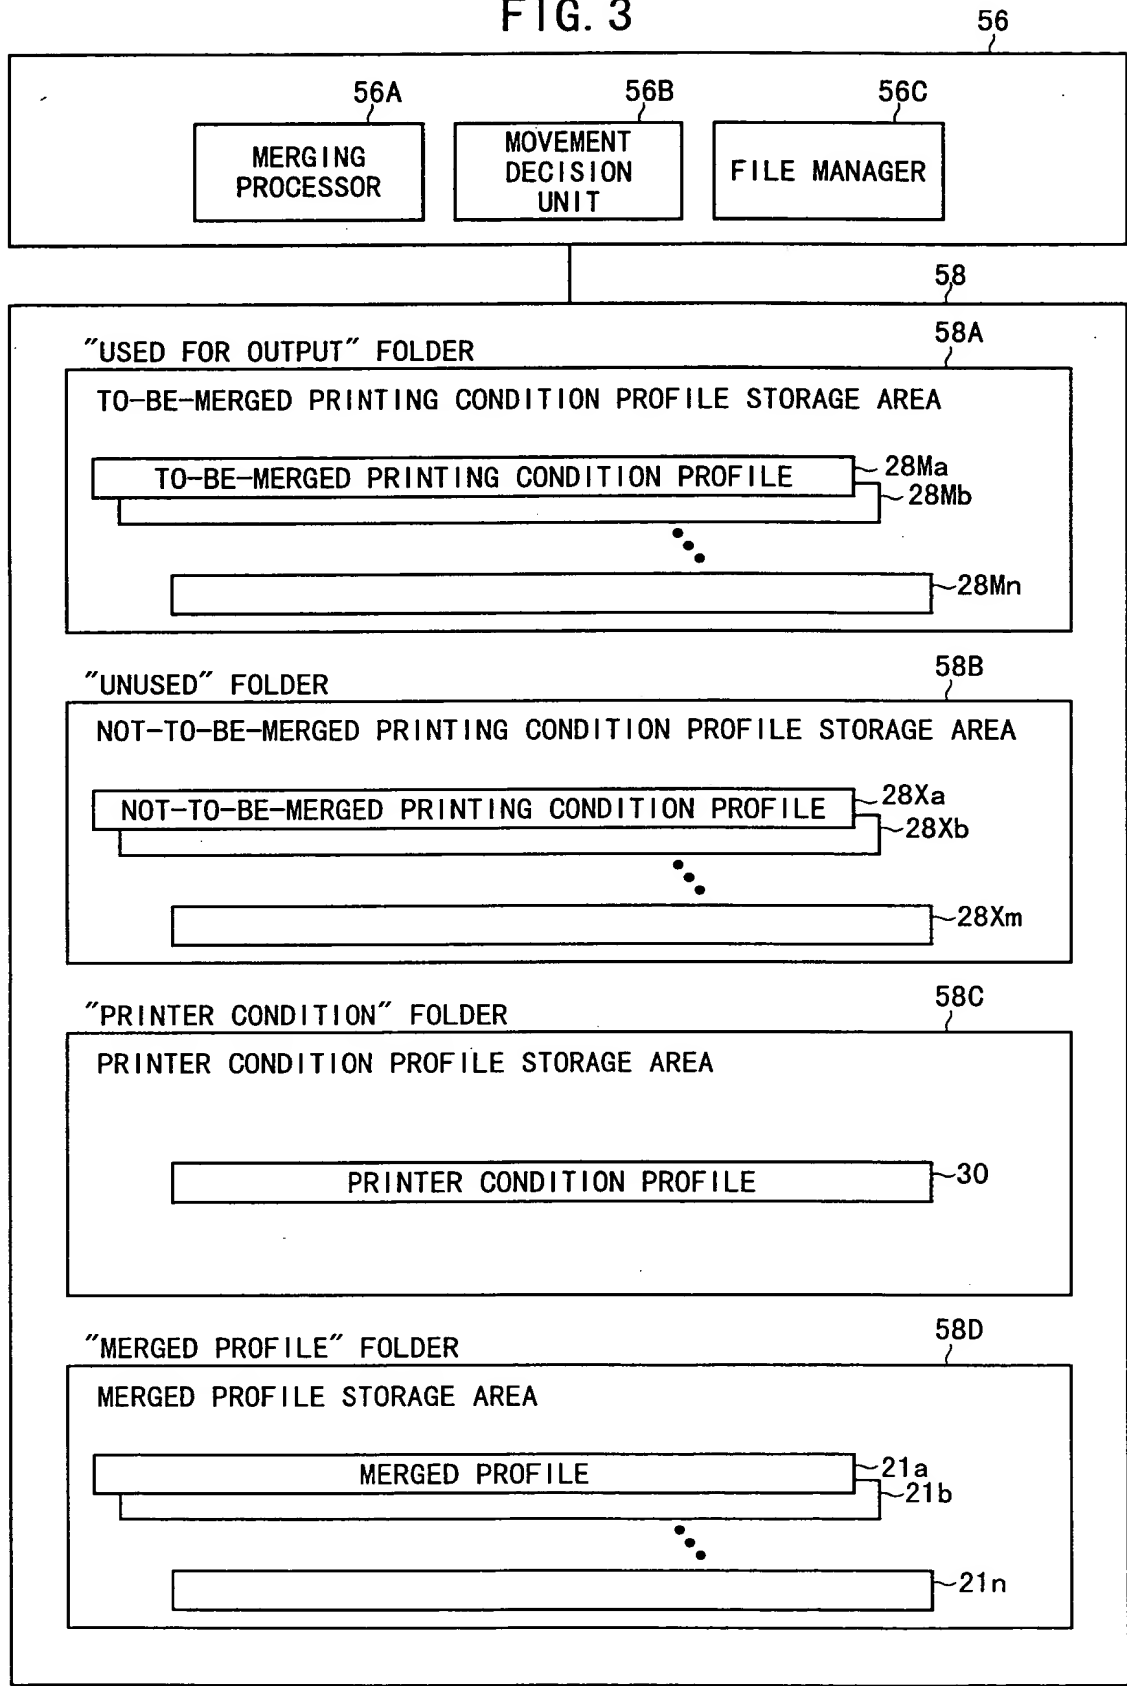 FIG. 3
56
56A
56B
56C
MERGING
PROCESSOR
MOVEMENT
DECISION
UNIT
FILE MANAGER
58
"USED FOR OUTPUT" FOLDER
58A
TO-BE-MERGED PRINTING CONDITION PROFILE STORAGE AREA
TO-BE-MERGED PRINTING CONDITION PROFILE
28Ma
28Mb
28Mn
"UNUSED" FOLDER
58B
NOT-TO-BE-MERGED PRINTING CONDITION PROFILE STORAGE AREA
NOT-TO-BE-MERGED PRINTING CONDITION PROFILE
28Xa
28Xb
28Xm
"PRINTER CONDITION" FOLDER
58C
PRINTER CONDITION PROFILE STORAGE AREA
PRINTER CONDITION PROFILE
30
"MERGED PROFILE" FOLDER
58D
MERGED PROFILE STORAGE AREA
MERGED PROFILE
21a
21b
21n